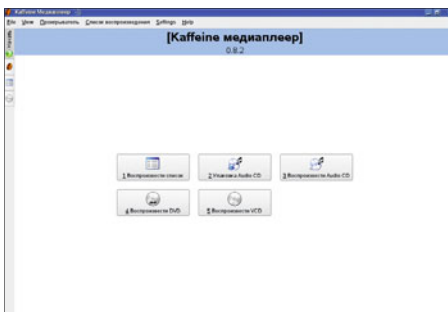 Kaffeine Медиаплеер
File View Проигрыватель Список воспроизведения Settings Help
[Kaffeine медиаплеер]
0.8.2
1 Воспроизвести список
2 Упаковка Audio CD
3 Воспроизвести Audio CD
4 Воспроизвести DVD
5 Воспроизвести VCD